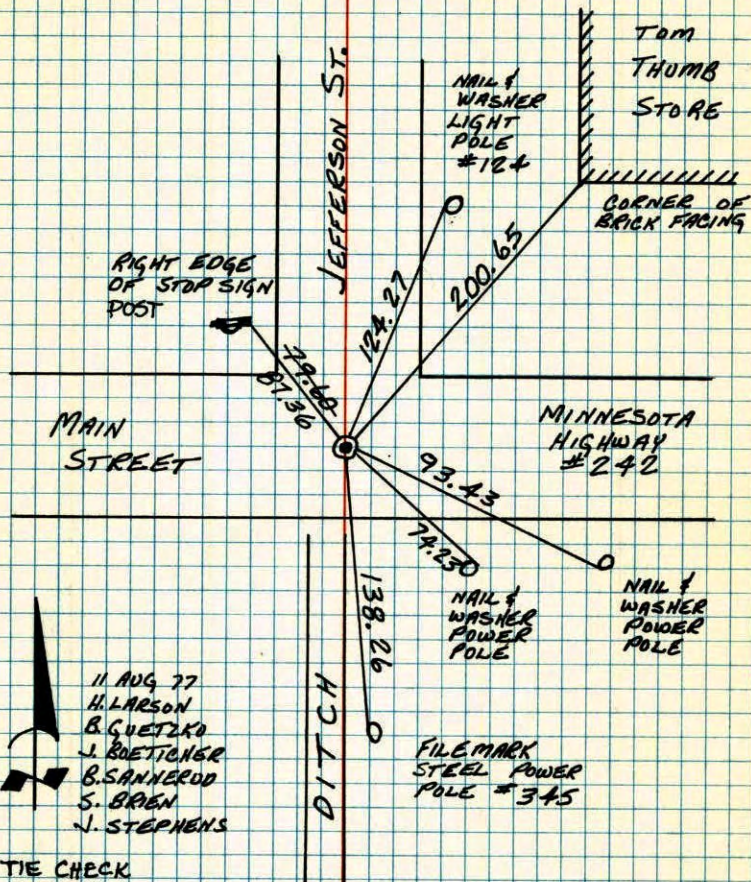 TOM
THUMB
STORE
JEFFERSON ST.
NAIL &
WASHER
LIGHT
POLE
#124
CORNER OF
BRICK FACING
RIGHT EDGE
OF STOP SIGN
POST
124.27
200.65
79.60
87.36
MAIN
STREET
MINNESOTA
HIGHWAY
#242
93.43
74.23
138.26
NAIL &
WASHER
POWER
POLE
NAIL &
WASHER
POWER
POLE
DITCH
FILEMARK
STEEL POWER
POLE #345
11 AUG 77
H. LARSON
B. GUETZKO
J. BOETICHER
B. SANNERUD
S. BRIEN
J. STEPHENS
TIE CHECK